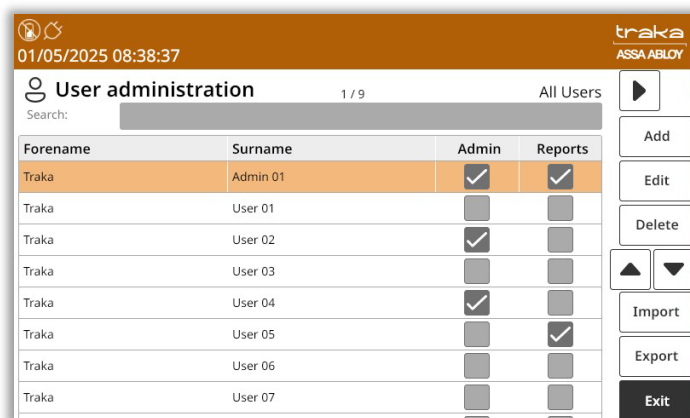 01/05/2025 08:38:37
traka
ASSA ABLOY
User administration 1 / 9 All Users
Search:
Forename Surname Admin Reports
Traka Admin 01
Traka User 01
Traka User 02
Traka User 03
Traka User 04
Traka User 05
Traka User 06
Traka User 07
Add
Edit
Delete
Import
Export
Exit